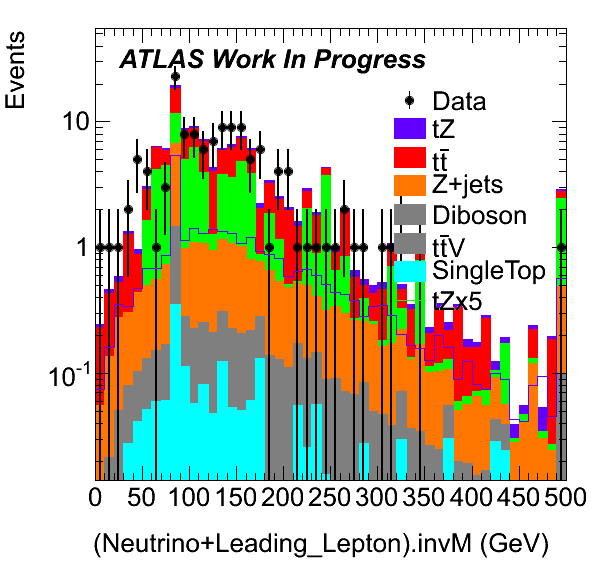 Events
ATLAS Work In Progress
10
1
10⁻¹
Data
tZ
tt̄
Z+jets
Diboson
tt̄V
SingleTop
tZx5
0 50 100 150 200 250 300 350 400 450 500
(Neutrino+Leading_Lepton).invM (GeV)